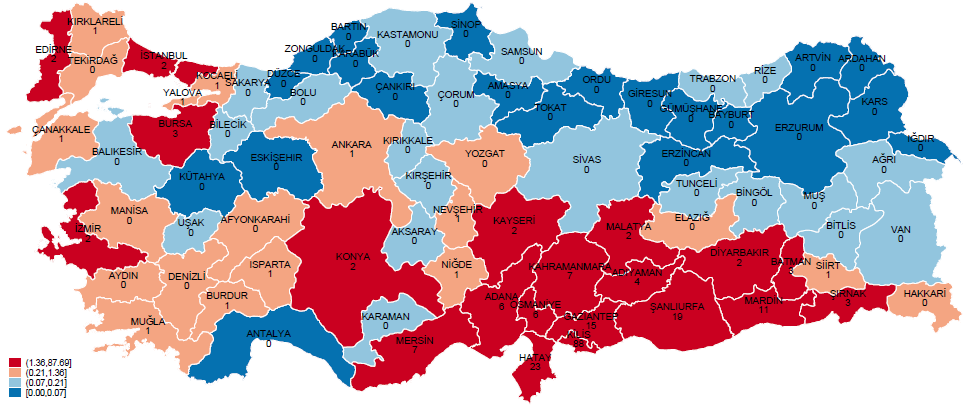 KIRKLARELİ
1
EDİRNE
2
TEKİRDAĞ
0
İSTANBUL
2
KOCAELİ
1
YALOVA
1
SAKARYA
0
DÜZCE
0
BOLU
0
ZONGULDAK
0
BARTIN
0
KARABÜK
0
KASTAMONU
0
SİNOP
0
SAMSUN
0
ÇANKIRI
0
ÇORUM
0
AMASYA
0
TOKAT
0
ORDU
0
GİRESUN
0
TRABZON
0
RİZE
0
ARTVİN
0
ARDAHAN
0
KARS
0
IĞDIR
0
GÜMÜŞHANE
0
BAYBURT
0
ERZURUM
0
ERZİNCAN
0
AĞRI
0
ÇANAKKALE
1
BALIKESİR
0
BURSA
3
BİLECİK
0
ESKİŞEHİR
0
KÜTAHYA
0
ANKARA
1
KIRIKKALE
0
YOZGAT
0
SİVAS
0
KIRŞEHİR
0
NEVŞEHİR
1
KAYSERI
2
MALATYA
2
TUNCELİ
0
BİNGÖL
0
MUŞ
0
ELAZIĞ
0
BİTLİS
0
VAN
0
MANİSA
0
İZMİR
2
UŞAK
0
AFYONKARAHİ
0
AKSARAY
0
NİĞDE
1
KONYA
2
ISPARTA
1
AYDIN
0
DENİZLİ
0
BURDUR
1
MUĞLA
1
ANTALYA
0
KARAMAN
0
MERSİN
7
ADANA
6
OSMANİYE
6
KAHRAMANMARA
7
ADIYAMAN
4
GAZİANTEP
15
KİLİS
88
HATAY
23
ŞANLIURFA
19
DİYARBAKIR
2
BATMAN
3
MARDİN
11
SİİRT
1
ŞIRNAK
3
HAKKARİ
0
(1.36,87.69]
(0.21,1.36]
(0.07,0.21]
[0.00,0.07]